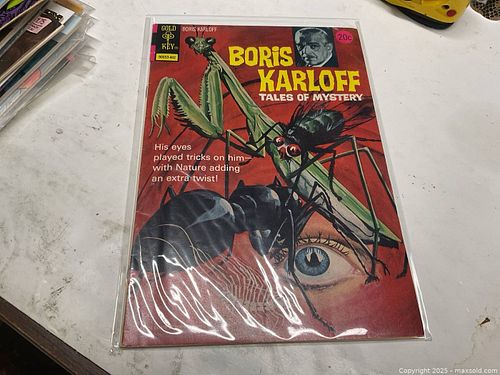 GOLD
KEY
BORIS KARLOFF
20¢
BORIS
KARLOFF
TALES OF MYSTERY
His eyes
played tricks on him—
with Nature adding
an extra twist!
Copyright 2025 - maxsold.com